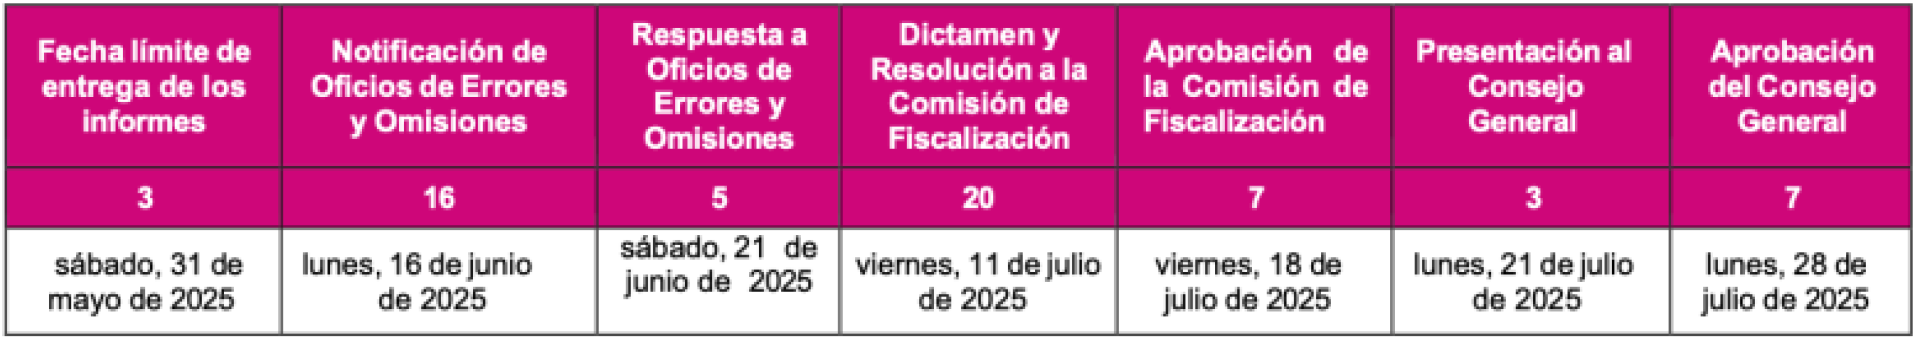 Fecha límite de
entrega de los
informes
Notificación de
Oficios de Errores
y Omisiones
Respuesta a
Oficios de
Errores y
Omisiones
Dictamen y
Resolución a la
Comisión de
Fiscalización
Aprobación de
la Comisión de
Fiscalización
Presentación al
Consejo
General
Aprobación
del Consejo
General
3
16
5
20
7
3
7
sábado, 31 de
mayo de 2025
lunes, 16 de junio
de 2025
sábado, 21 de
junio de 2025
viernes, 11 de julio
de 2025
viernes, 18 de
julio de 2025
lunes, 21 de julio
de 2025
lunes, 28 de
julio de 2025